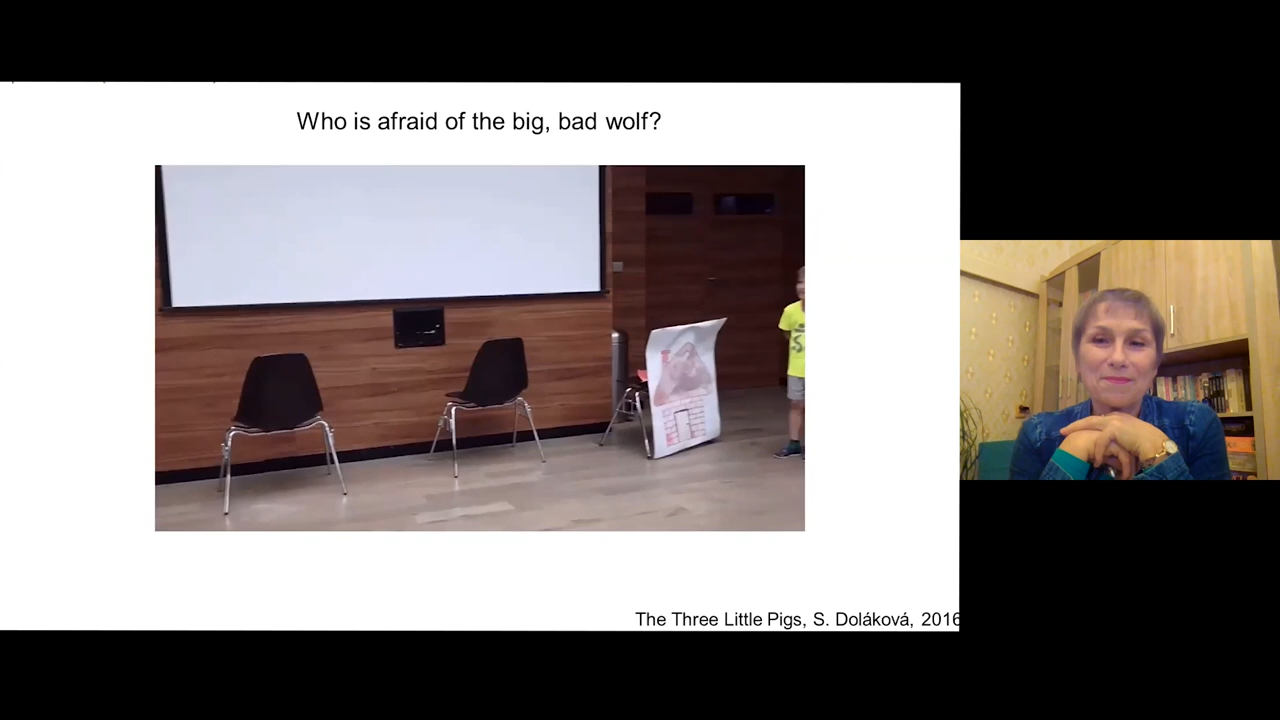 Who is afraid of the big, bad wolf?
The Three Little Pigs, S. Doláková, 2016